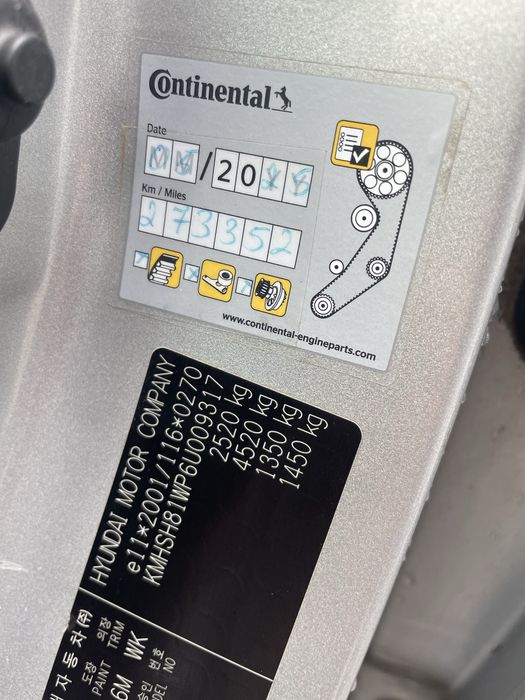 Continental
Date
/20
Km / Miles
273352
www.continental-engineparts.com
HYUNDAI MOTOR COMPANY
e11*2001/116*0270
KMHSH81WP6U009317
2520 kg
4520 kg
1350 kg
1450 kg
자동차(주)
도장 의장
PAINT TRIM
6M WK
번호
NO